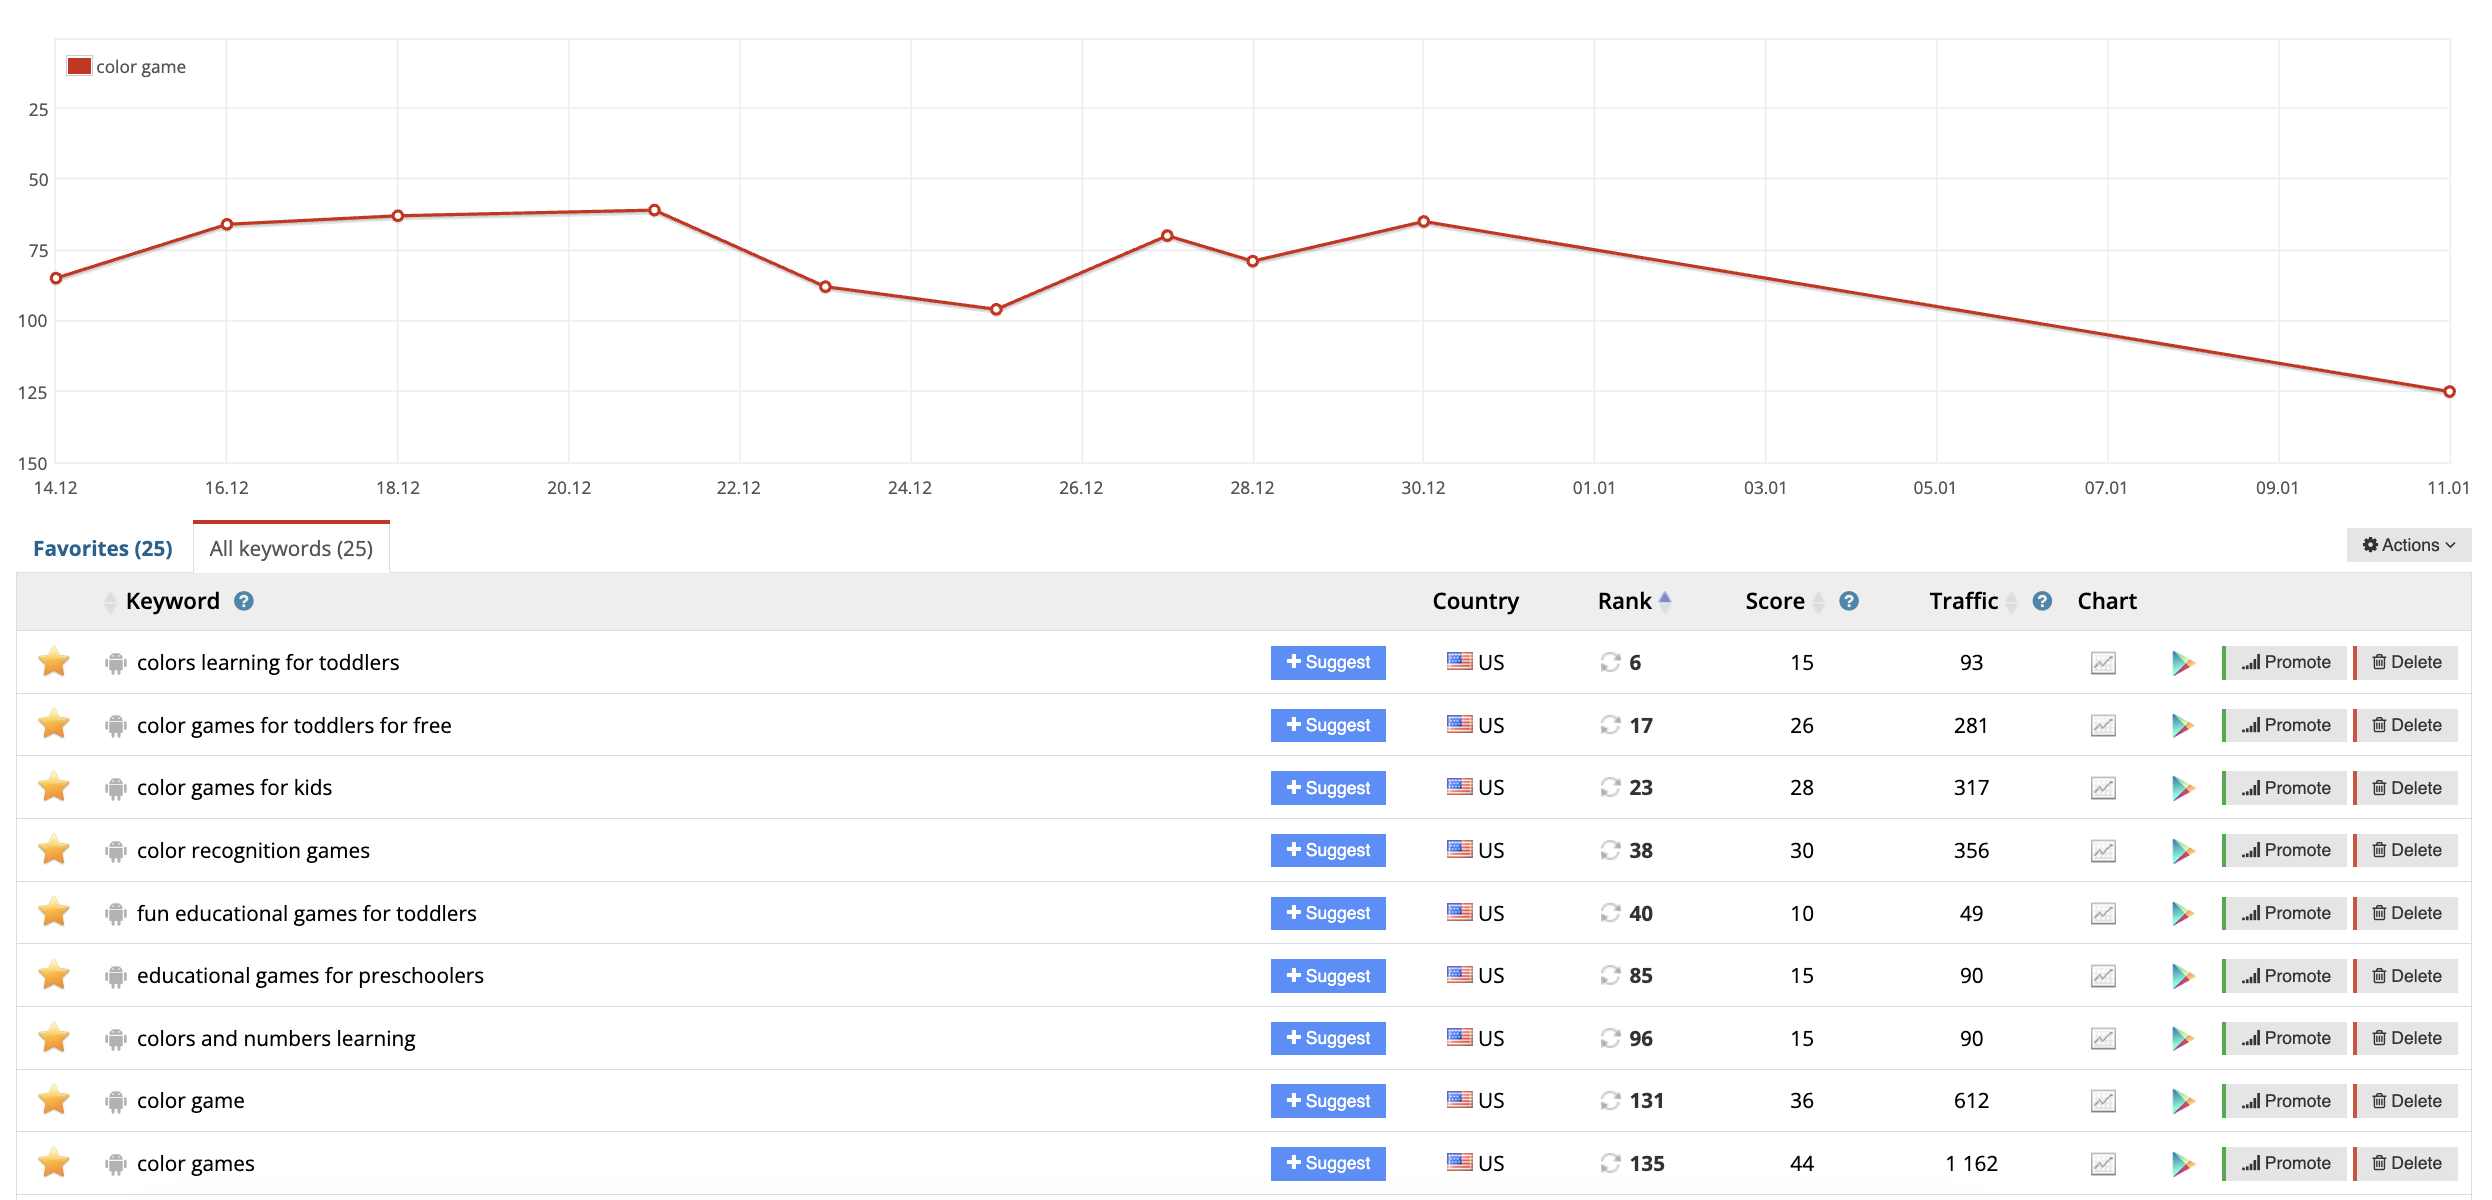 color game
25
50
75
100
125
150
14.12 16.12 18.12 20.12 22.12 24.12 26.12 28.12 30.12 01.01 03.01 05.01 07.01 09.01 11.01
Favorites (25) All keywords (25) Actions
Keyword ? Country Rank Score ? Traffic ? Chart
colors learning for toddlers + Suggest US 6 15 93 Promote Delete
color games for toddlers for free + Suggest US 17 26 281 Promote Delete
color games for kids + Suggest US 23 28 317 Promote Delete
color recognition games + Suggest US 38 30 356 Promote Delete
fun educational games for toddlers + Suggest US 40 10 49 Promote Delete
educational games for preschoolers + Suggest US 85 15 90 Promote Delete
colors and numbers learning + Suggest US 96 15 90 Promote Delete
color game + Suggest US 131 36 612 Promote Delete
color games + Suggest US 135 44 1 162 Promote Delete